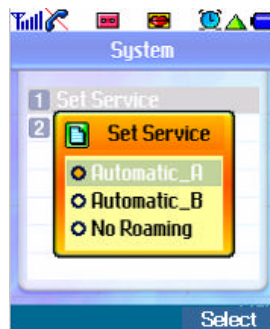 System
1 Set Service
2
Set Service
Automatic_A
Automatic_B
No Roaming
Select